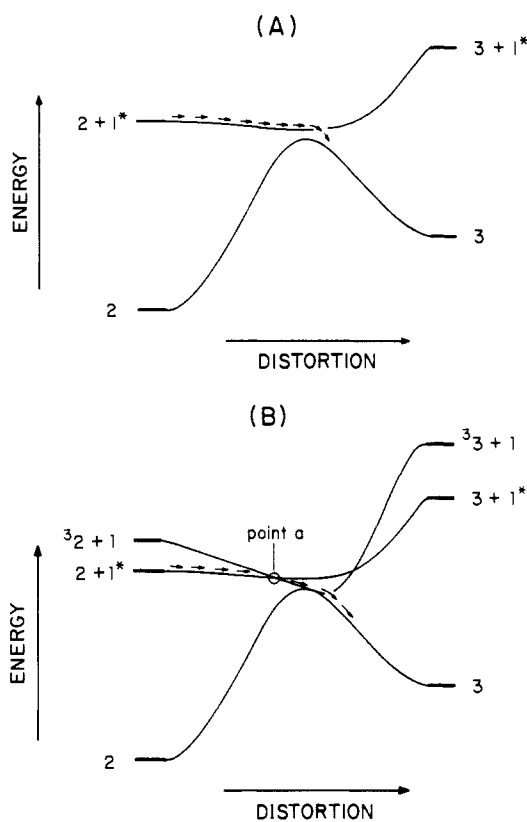 (A)
3 + 1*
2 + 1*
ENERGY
3
2
DISTORTION
(B)
³3 + 1
point a
3 + 1*
³2 + 1
2 + 1*
ENERGY
3
2
DISTORTION